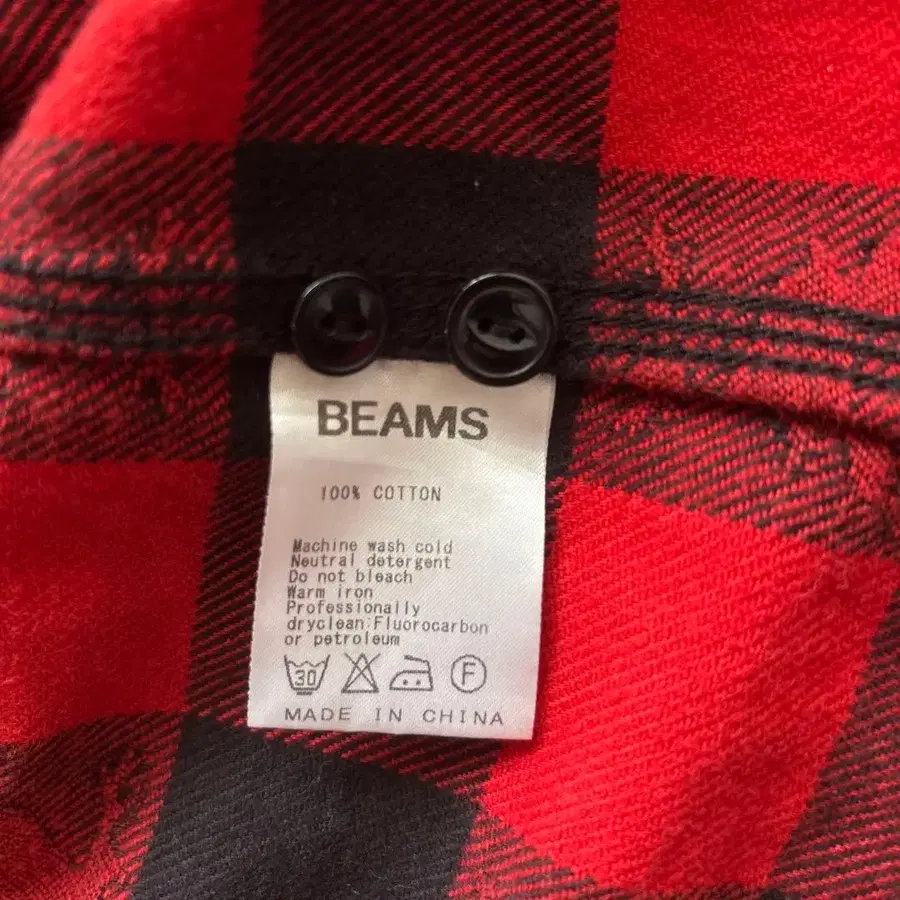 BEAMS
100% COTTON
Machine wash cold
Neutral detergent
Do not bleach
Warm iron
Professionally
dryclean:Fluorocarbon
or petroleum
30 F
MADE IN CHINA